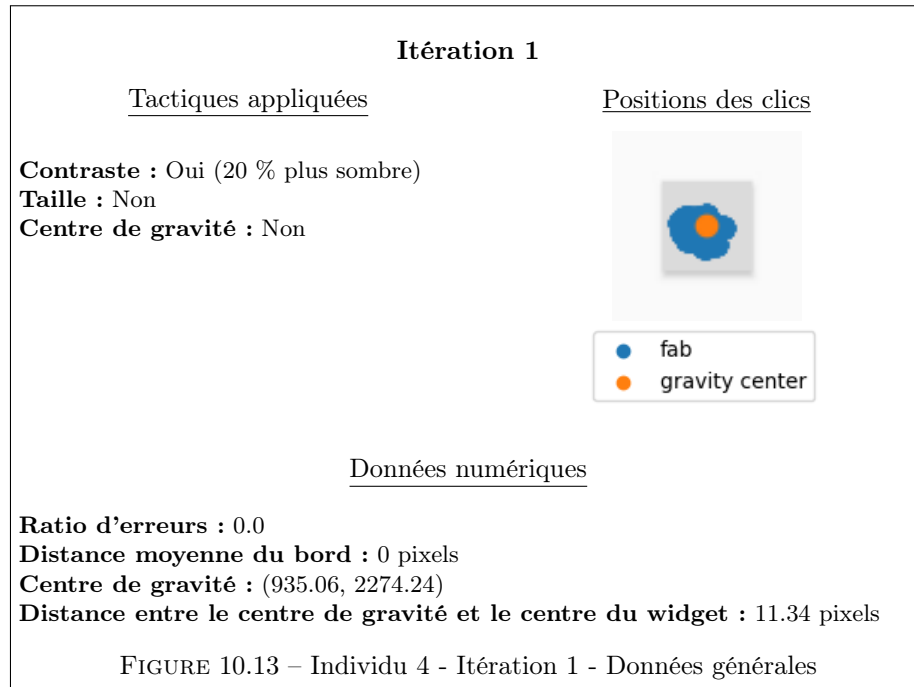 Itération 1
Tactiques appliquées
Contraste : Oui (20 % plus sombre)
Taille : Non
Centre de gravité : Non
Positions des clics
fab
gravity center
Données numériques
Ratio d'erreurs : 0.0
Distance moyenne du bord : 0 pixels
Centre de gravité : (935.06, 2274.24)
Distance entre le centre de gravité et le centre du widget : 11.34 pixels
FIGURE 10.13 – Individu 4 - Itération 1 - Données générales